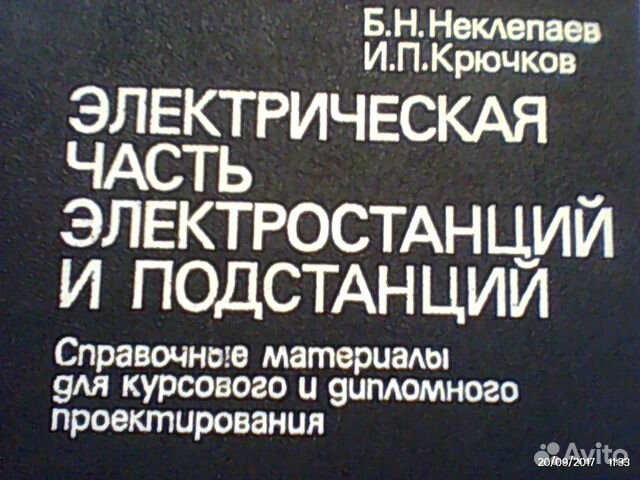 Б.Н.Неклепаев
И.П.Крючков
ЭЛЕКТРИЧЕСКАЯ
ЧАСТЬ
ЭЛЕКТРОСТАНЦИЙ
И ПОДСТАНЦИЙ
Справочные материалы
для курсового и дипломного
проектирования
Avito
20/09/2017 11:33